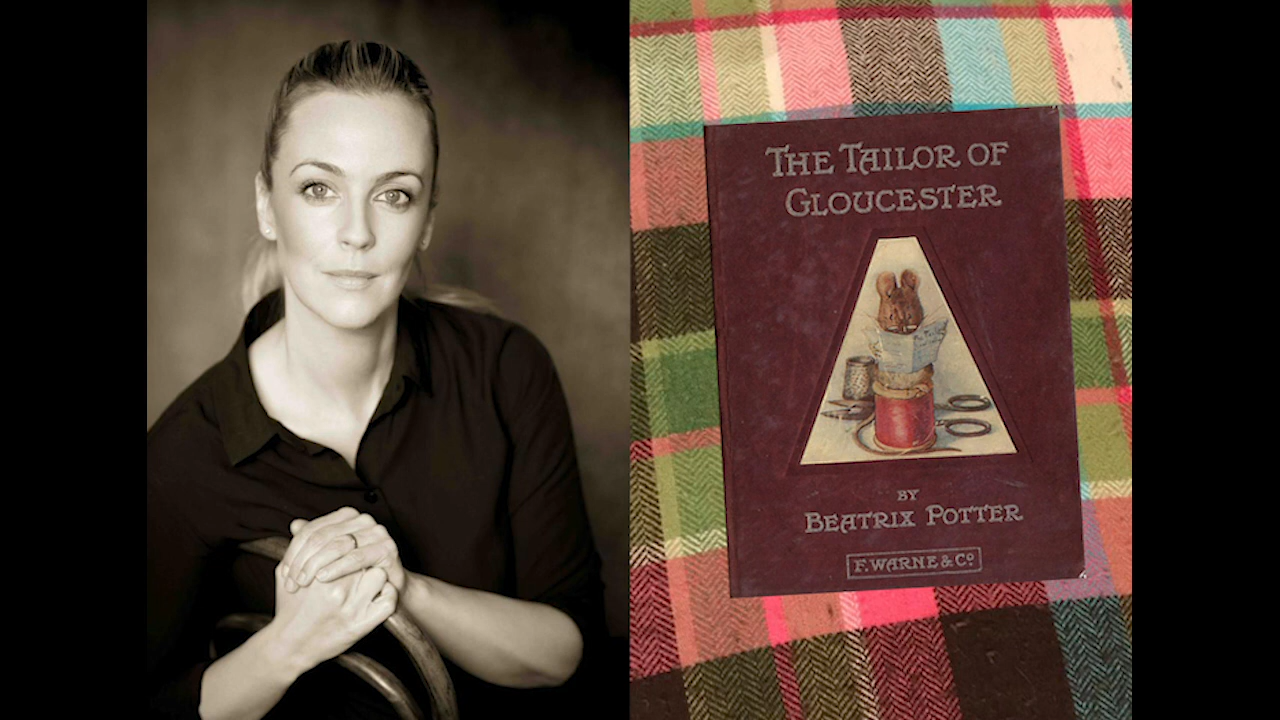 THE TAILOR OF
GLOUCESTER
BY
BEATRIX POTTER
F. WARNE & Co